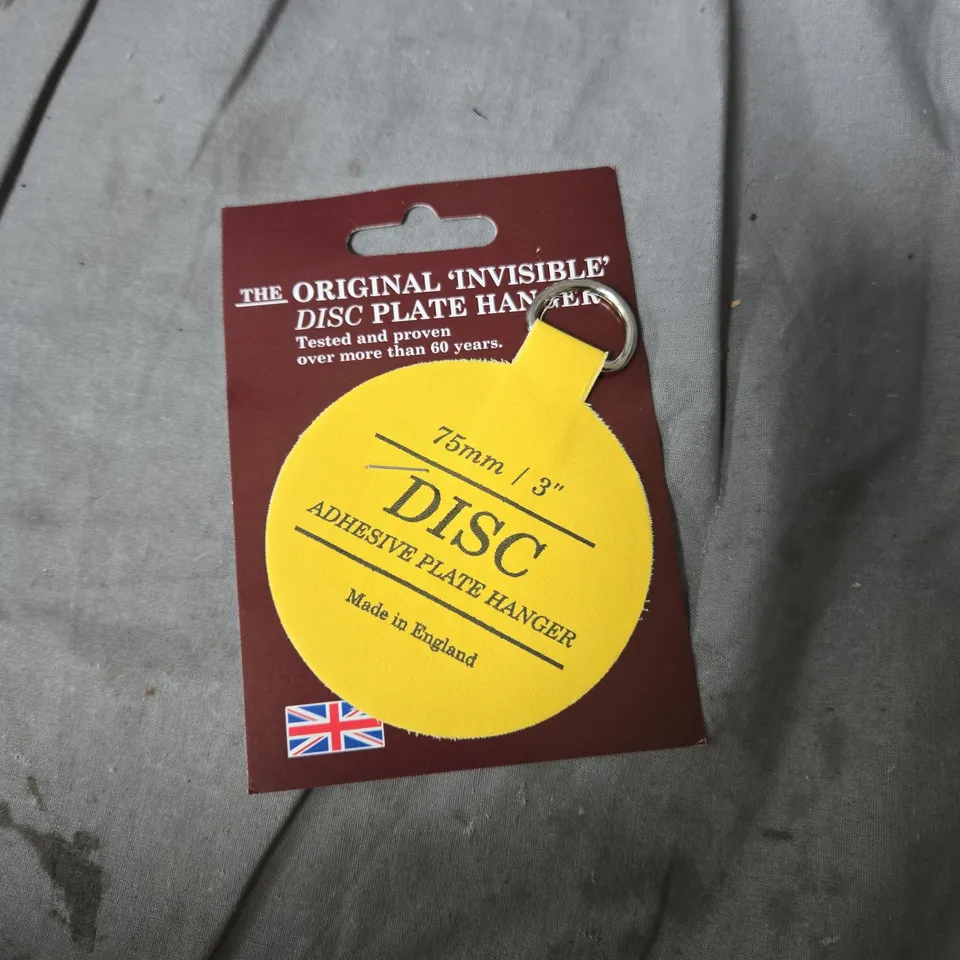 THE ORIGINAL ‘INVISIBLE’
DISC PLATE HANGER
Tested and proven
over more than 60 years.
75mm / 3"
DISC
ADHESIVE PLATE HANGER
Made in England